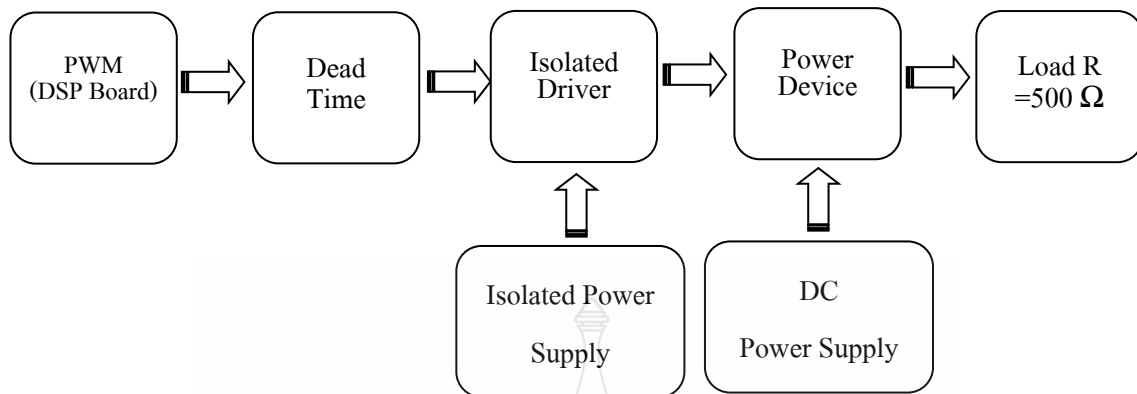 PWM
(DSP Board)
Dead
Time
Isolated
Driver
Power
Device
Load R
=500 Ω
Isolated Power
Supply
DC
Power Supply